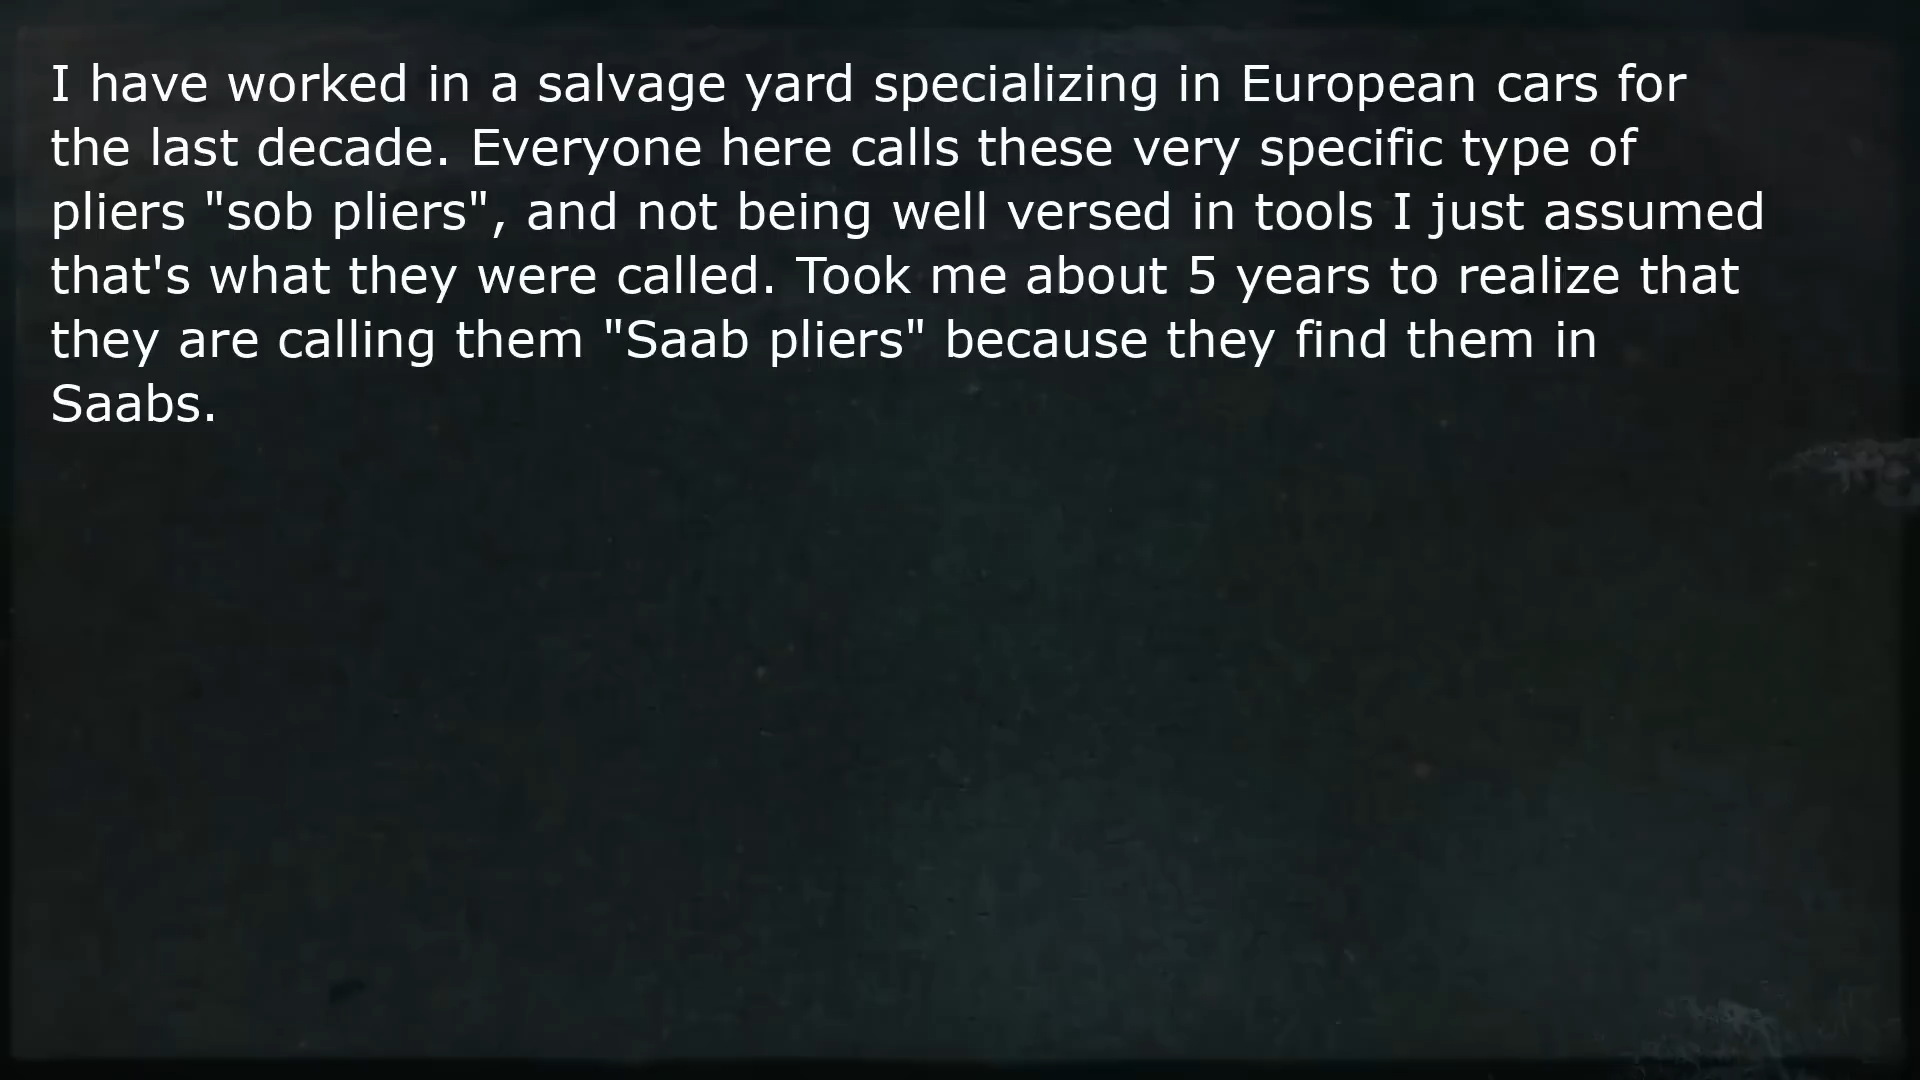 I have worked in a salvage yard specializing in European cars for
the last decade. Everyone here calls these very specific type of
pliers "sob pliers", and not being well versed in tools I just assumed
that's what they were called. Took me about 5 years to realize that
they are calling them "Saab pliers" because they find them in
Saabs.